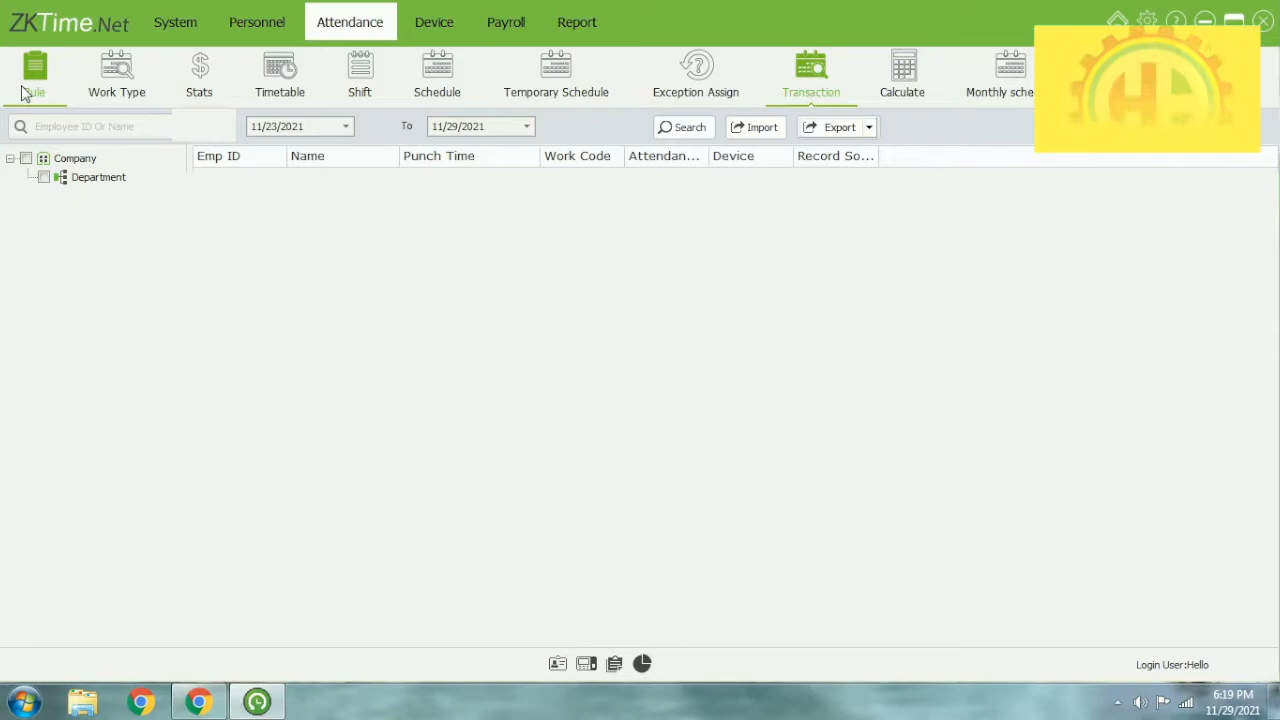 ZKTime.Net System Personnel Attendance Device Payroll Report
Rule Work Type Stats Timetable Shift Schedule Temporary Schedule Exception Assign Transaction Calculate Monthly sche
Employee ID Or Name 11/23/2021 To 11/29/2021 Search Import Export
Company
Department
Emp ID Name Punch Time Work Code Attendan... Device Record So...
Login User:Hello
6:19 PM
11/29/2021